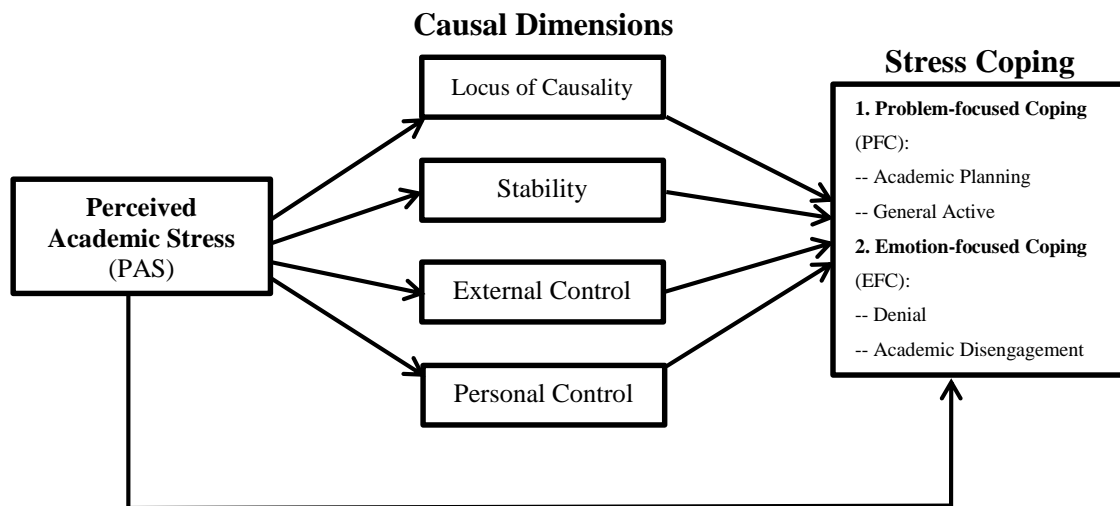 Causal Dimensions
Locus of Causality
Stability
External Control
Personal Control
Perceived
Academic Stress
(PAS)
Stress Coping
1. Problem-focused Coping
(PFC):
-- Academic Planning
-- General Active
2. Emotion-focused Coping
(EFC):
-- Denial
-- Academic Disengagement